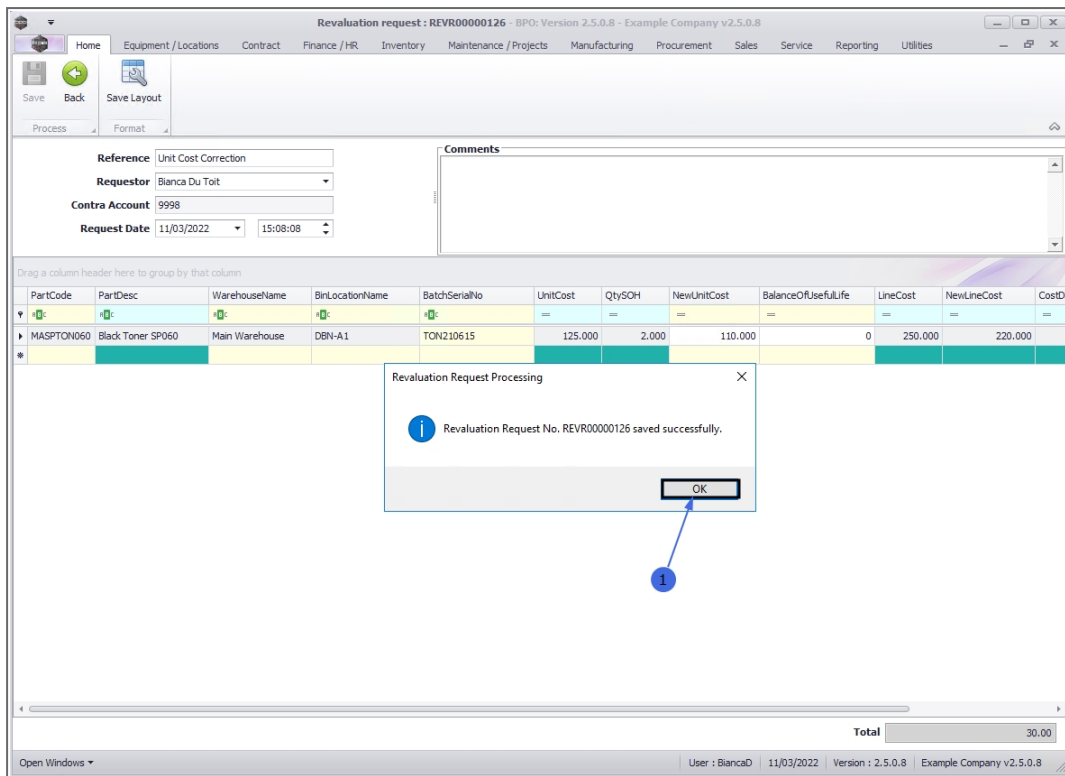 Revaluation request : REVR00000126 - BPO: Version 2.5.0.8 - Example Company v2.5.0.8
Home Equipment / Locations Contract Finance / HR Inventory Maintenance / Projects Manufacturing Procurement Sales Service Reporting Utilities
Save Back Save Layout
Process Format
Reference Unit Cost Correction
Requestor Bianca Du Toit
Contra Account 9998
Request Date 11/03/2022 15:08:08
Comments
Drag a column header here to group by that column
PartCode PartDesc WarehouseName BinLocationName BatchSerialNo UnitCost QtySOH NewUnitCost BalanceOfUsefulLife LineCost NewLineCost CostD
= = = = = = =
MASPTON060 Black Toner SP060 Main Warehouse DBN-A1 TON210615 125.000 2.000 110.000 0 250.000 220.000
Revaluation Request Processing
Revaluation Request No. REVR00000126 saved successfully.
OK
1
Total 30.00
Open Windows User : BiancaD 11/03/2022 Version : 2.5.0.8 Example Company v2.5.0.8